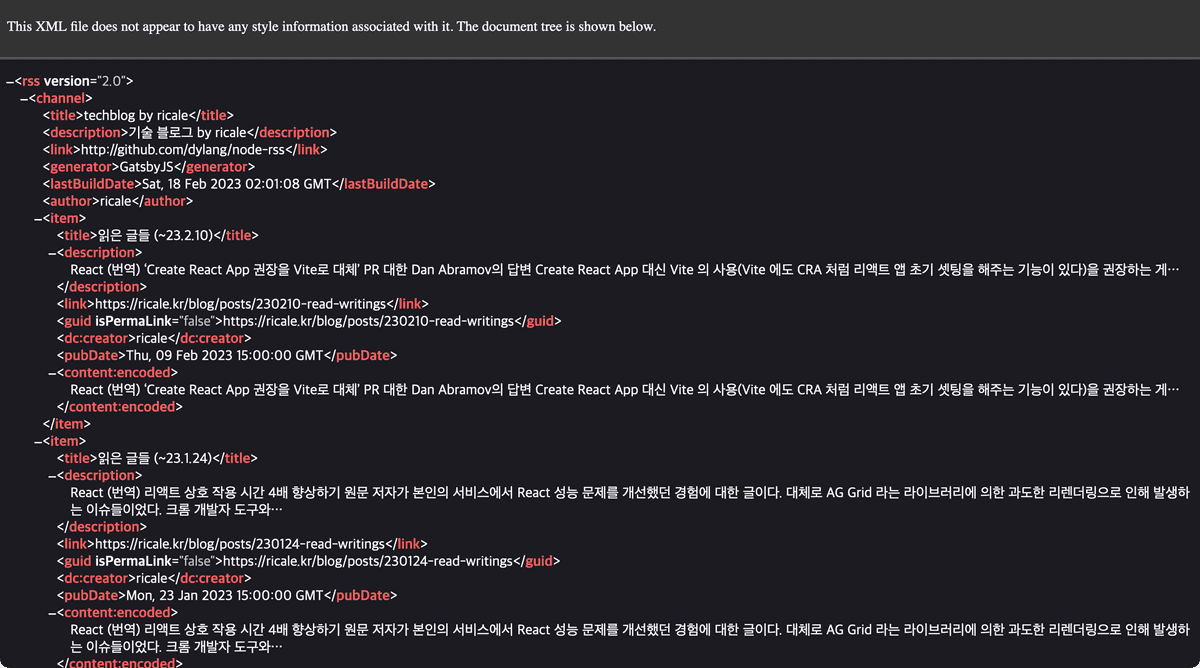 This XML file does not appear to have any style information associated with it. The document tree is shown below.
–<rss version="2.0">
–<channel>
<title>techblog by ricale</title>
<description>기술 블로그 by ricale</description>
<link>http://github.com/dylang/node-rss</link>
<generator>GatsbyJS</generator>
<lastBuildDate>Sat, 18 Feb 2023 02:01:08 GMT</lastBuildDate>
<author>ricale</author>
–<item>
<title>읽은 글들 (~23.2.10)</title>
–<description>
React (번역) ‘Create React App 권장을 Vite로 대체’ PR 대한 Dan Abramov의 답변 Create React App 대신 Vite 의 사용(Vite 에도 CRA 처럼 리액트 앱 초기 셋팅을 해주는 기능이 있다)을 권장하는 게…
</description>
<link>https://ricale.kr/blog/posts/230210-read-writings</link>
<guid isPermaLink="false">https://ricale.kr/blog/posts/230210-read-writings</guid>
<dc:creator>ricale</dc:creator>
<pubDate>Thu, 09 Feb 2023 15:00:00 GMT</pubDate>
–<content:encoded>
React (번역) ‘Create React App 권장을 Vite로 대체’ PR 대한 Dan Abramov의 답변 Create React App 대신 Vite 의 사용(Vite 에도 CRA 처럼 리액트 앱 초기 셋팅을 해주는 기능이 있다)을 권장하는 게…
</content:encoded>
</item>
–<item>
<title>읽은 글들 (~23.1.24)</title>
–<description>
React (번역) 리액트 상호 작용 시간 4배 향상하기 원문 저자가 본인의 서비스에서 React 성능 문제를 개선했던 경험에 대한 글이다. 대체로 AG Grid 라는 라이브러리에 의한 과도한 리렌더링으로 인해 발생하
는 이슈들이었다. 크롬 개발자 도구와…
</description>
<link>https://ricale.kr/blog/posts/230124-read-writings</link>
<guid isPermaLink="false">https://ricale.kr/blog/posts/230124-read-writings</guid>
<dc:creator>ricale</dc:creator>
<pubDate>Mon, 23 Jan 2023 15:00:00 GMT</pubDate>
–<content:encoded>
React (번역) 리액트 상호 작용 시간 4배 향상하기 원문 저자가 본인의 서비스에서 React 성능 문제를 개선했던 경험에 대한 글이다. 대체로 AG Grid 라는 라이브러리에 의한 과도한 리렌더링으로 인해 발생하
는 이슈들이었다. 크롬 개발자 도구와…
</content:encoded>